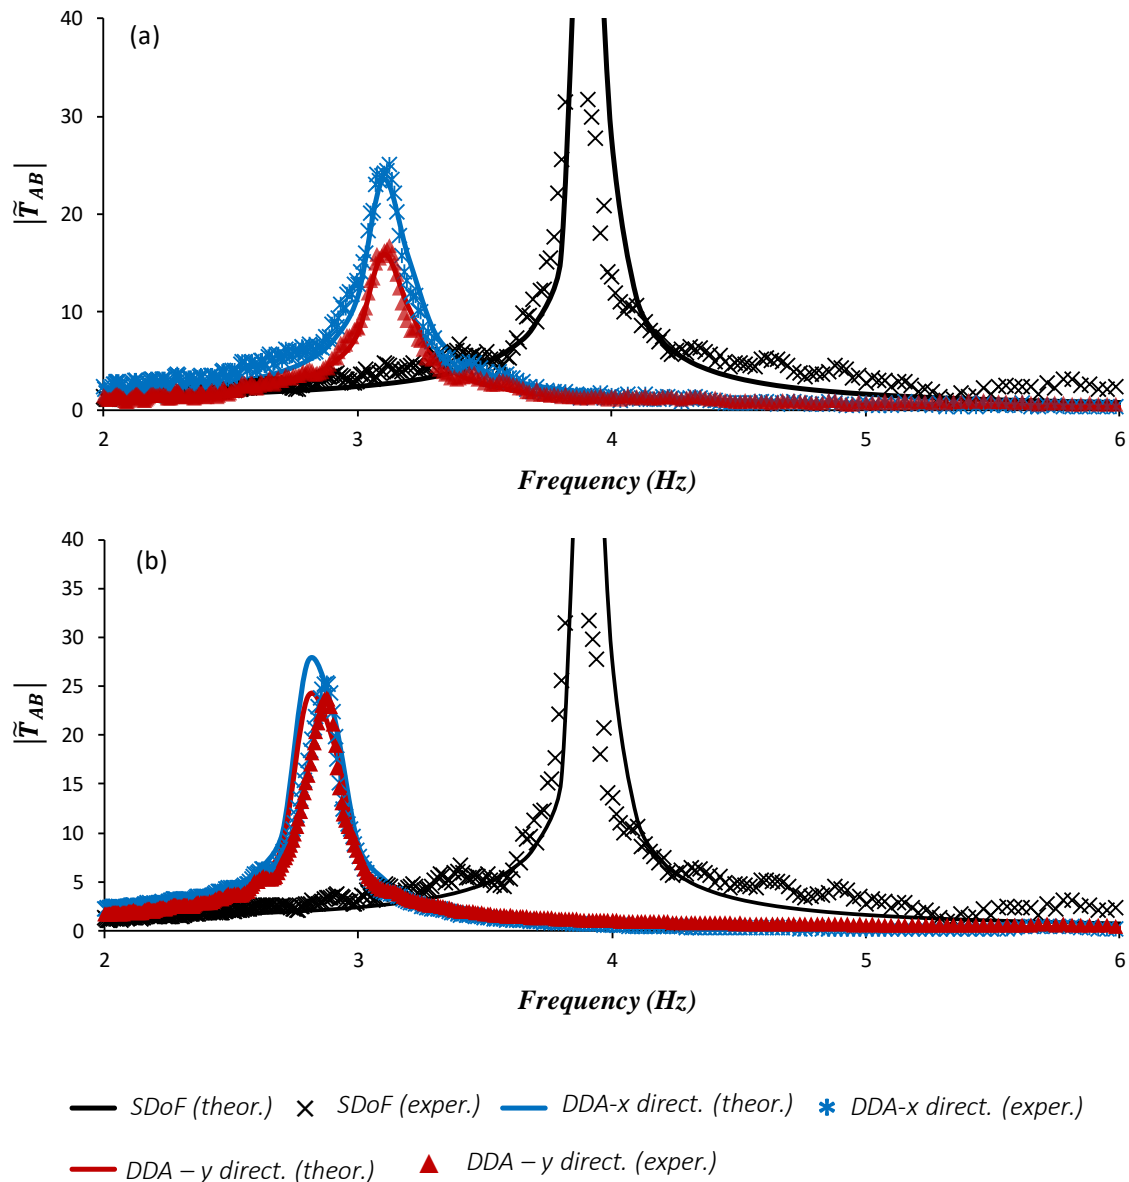 (a)
40
30
20
10
0
|T̃_AB|
2 3 4 5 6
Frequency (Hz)
(b)
40
35
30
25
20
15
10
5
0
|T̃_AB|
2 3 4 5 6
Frequency (Hz)
SDoF (theor.) SDoF (exper.) DDA-x direct. (theor.) DDA-x direct. (exper.)
DDA – y direct. (theor.) DDA – y direct. (exper.)